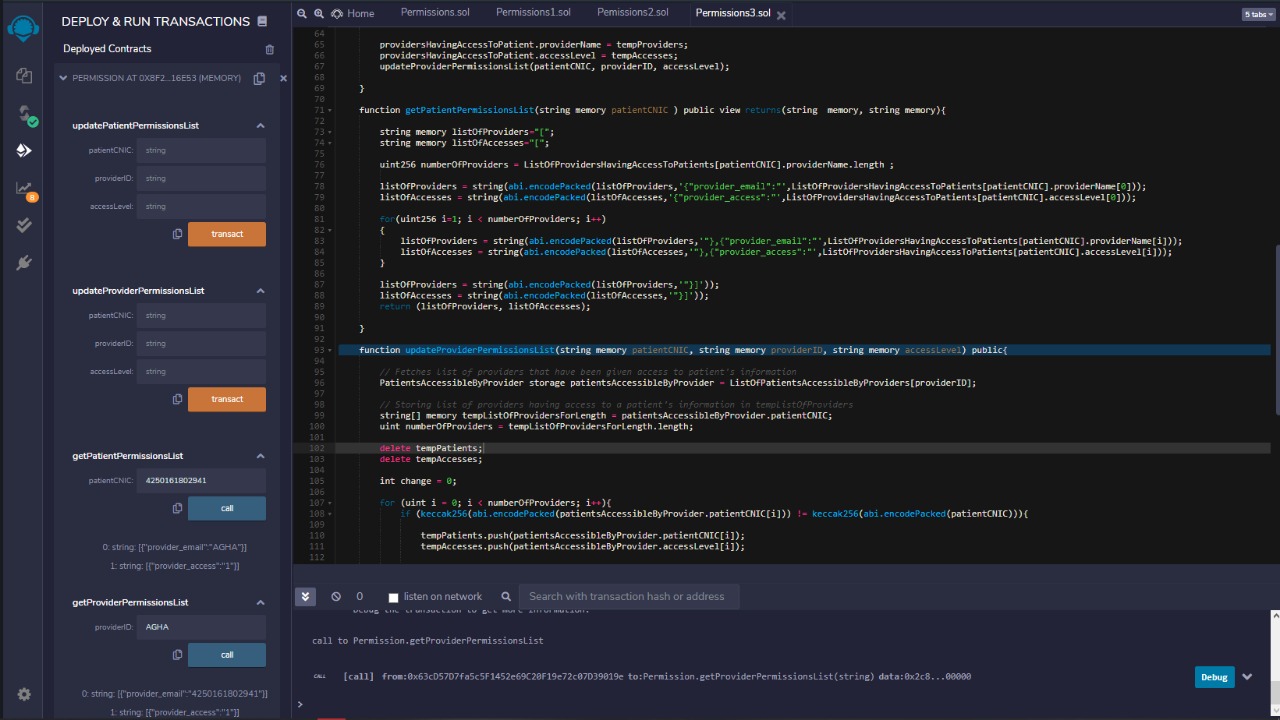 DEPLOY & RUN TRANSACTIONS
Deployed Contracts
PERMISSION AT 0X8F2...16E53 (MEMORY)
updatePatientPermissionsList
patientCNIC: string
providerID: string
accessLevel: string
transact
updateProviderPermissionsList
patientCNIC: string
providerID: string
accessLevel: string
transact
getPatientPermissionsList
patientCNIC: 4250161802941
call
0: string: [{"provider_email":"AGHA"}]
1: string: [{"provider_access":"1"}]
getProviderPermissionsList
providerID: AGHA
call
0: string: [{"provider_email":"4250161802941"}]
1: string: [{"provider_access":"1"}]
8
Home Permissions.sol Permissions1.sol Permissions2.sol Permissions3.sol 5 tabs
64
65 providersHavingAccessToPatient.providerName = tempProviders;
66 providersHavingAccessToPatient.accessLevel = tempAccesses;
67 updateProviderPermissionsList(patientCNIC, providerID, accessLevel);
68
69 }
70
71 function getPatientPermissionsList(string memory patientCNIC ) public view returns(string  memory, string memory){
72
73 string memory listOfProviders="[";
74 string memory listOfAccesses="[";
75
76 uint256 numberOfProviders = ListOfProvidersHavingAccessToPatients[patientCNIC].providerName.length ;
77
78 listOfProviders = string(abi.encodePacked(listOfProviders,'{"provider_email":"',ListOfProvidersHavingAccessToPatients[patientCNIC].providerName[0]));
79 listOfAccesses = string(abi.encodePacked(listOfAccesses,'{"provider_access":"',ListOfProvidersHavingAccessToPatients[patientCNIC].accessLevel[0]));
80
81 for(uint256 i=1; i < numberOfProviders; i++)
82 {
83 listOfProviders = string(abi.encodePacked(listOfProviders,'"},{"provider_email":"',ListOfProvidersHavingAccessToPatients[patientCNIC].providerName[i]));
84 listOfAccesses = string(abi.encodePacked(listOfAccesses,'"},{"provider_access":"',ListOfProvidersHavingAccessToPatients[patientCNIC].accessLevel[i]));
85 }
86
87 listOfProviders = string(abi.encodePacked(listOfProviders,'"}]'));
88 listOfAccesses = string(abi.encodePacked(listOfAccesses,'"}]'));
89 return (listOfProviders, listOfAccesses);
90
91 }
92
93 function updateProviderPermissionsList(string memory patientCNIC, string memory providerID, string memory accessLevel) public{
94
95 // Fetches list of providers that have been given access to patient's information
96 PatientsAccessibleByProvider storage patientsAccessibleByProvider = ListOfPatientsAccessibleByProviders[providerID];
97
98 // Storing list of providers having access to a patient's information in tempListOfProviders
99 string[] memory tempListOfProvidersForLength = patientsAccessibleByProvider.patientCNIC;
100 uint numberOfProviders = tempListOfProvidersForLength.length;
101
102 delete tempPatients;
103 delete tempAccesses;
104
105 int change = 0;
106
107 for (uint i = 0; i < numberOfProviders; i++){
108 if (keccak256(abi.encodePacked(patientsAccessibleByProvider.patientCNIC[i])) != keccak256(abi.encodePacked(patientCNIC))){
109
110 tempPatients.push(patientsAccessibleByProvider.patientCNIC[i]);
111 tempAccesses.push(patientsAccessibleByProvider.accessLevel[i]);
112
0 listen on network Search with transaction hash or address
Debug the transaction to get more information.
call to Permission.getProviderPermissionsList
CALL [call] from:0x63cD57D7fa5c5F1452e69C20F19e72c07D39019e to:Permission.getProviderPermissionsList(string) data:0x2c8...00000 Debug
>